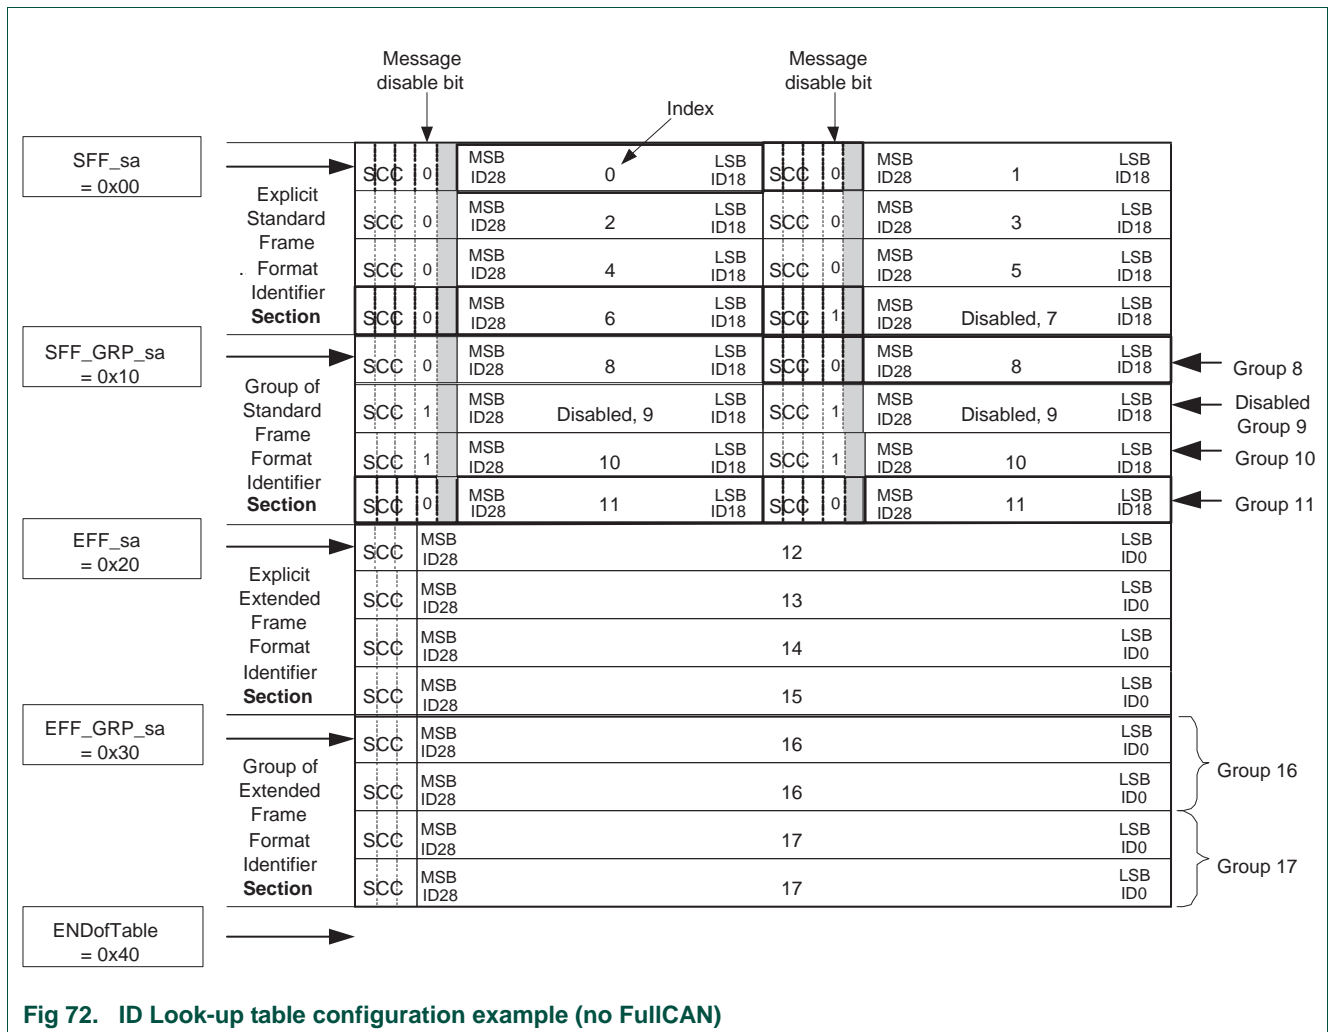 Message
disable bit
Message
disable bit
Index
SFF_sa
= 0x00
Explicit
Standard
Frame
. Format
Identifier
Section
SCC 0 MSB ID28 0 LSB ID18 SCC 0 MSB ID28 1 LSB ID18
SCC 0 MSB ID28 2 LSB ID18 SCC 0 MSB ID28 3 LSB ID18
SCC 0 MSB ID28 4 LSB ID18 SCC 0 MSB ID28 5 LSB ID18
SCC 0 MSB ID28 6 LSB ID18 SCC 1 MSB ID28 Disabled, 7 LSB ID18
SFF_GRP_sa
= 0x10
Group of
Standard
Frame
Format
Identifier
Section
SCC 0 MSB ID28 8 LSB ID18 SCC 0 MSB ID28 8 LSB ID18 Group 8
SCC 1 MSB ID28 Disabled, 9 LSB ID18 SCC 1 MSB ID28 Disabled, 9 LSB ID18 Disabled Group 9
SCC 1 MSB ID28 10 LSB ID18 SCC 1 MSB ID28 10 LSB ID18 Group 10
SCC 0 MSB ID28 11 LSB ID18 SCC 0 MSB ID28 11 LSB ID18 Group 11
EFF_sa
= 0x20
Explicit
Extended
Frame
Format
Identifier
Section
SCC MSB ID28 12 LSB ID0
SCC MSB ID28 13 LSB ID0
SCC MSB ID28 14 LSB ID0
SCC MSB ID28 15 LSB ID0
EFF_GRP_sa
= 0x30
Group of
Extended
Frame
Format
Identifier
Section
SCC MSB ID28 16 LSB ID0
SCC MSB ID28 16 LSB ID0
Group 16
SCC MSB ID28 17 LSB ID0
SCC MSB ID28 17 LSB ID0
Group 17
ENDofTable
= 0x40
Fig 72. ID Look-up table configuration example (no FullCAN)